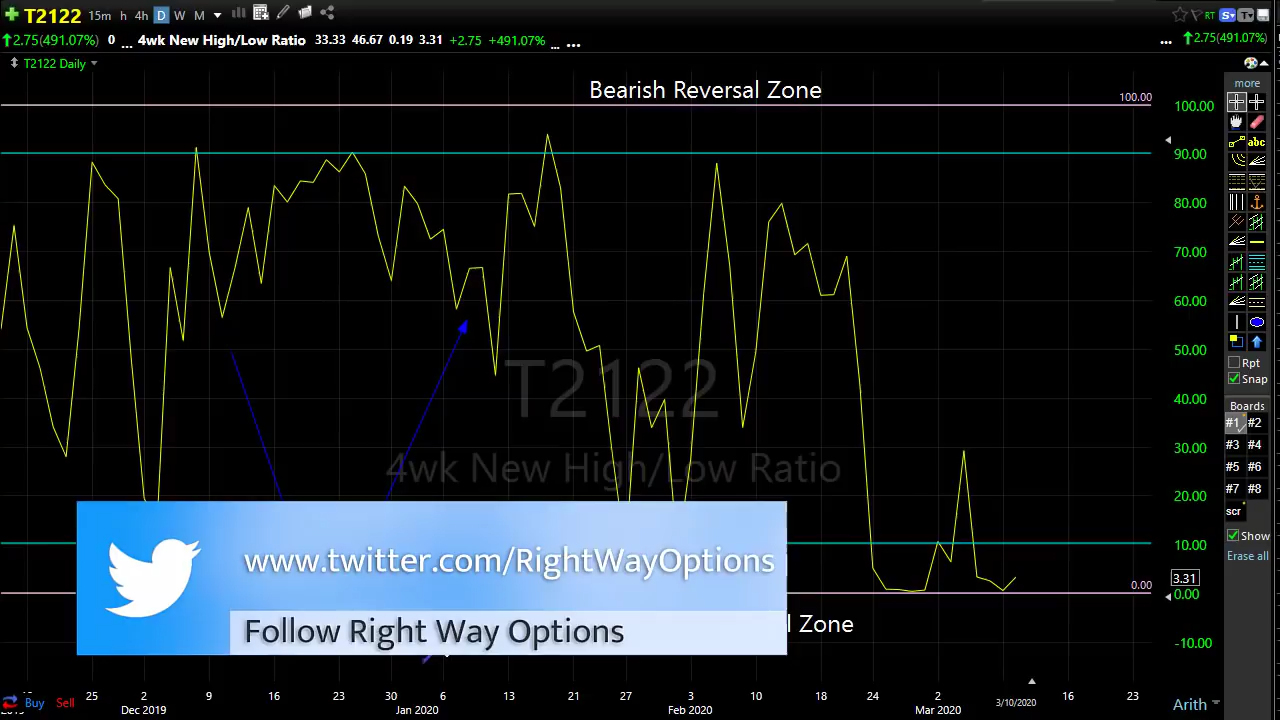 T2122 15m h 4h D W M RT S T
2.75(491.07%) 0 ... 4wk New High/Low Ratio 33.33 46.67 0.19 3.31 +2.75 +491.07% ... ... ... 2.75(491.07%)
T2122 Daily
more
Bearish Reversal Zone
100.00
100.00
90.00
80.00
70.00
60.00
50.00
40.00
30.00
20.00
10.00
3.31
0.00
0.00
-10.00
T2122
4wk New High/Low Ratio
abc
Rpt
Snap
Boards
#1 #2
#3 #4
#5 #6
#7 #8
scr
Show
Erase all
www.twitter.com/RightWayOptions
Follow Right Way Options
l Zone
25 2 9 16 23 30 6 13 21 27 3 10 18 24 2 16 23
Buy Sell Dec 2019 Jan 2020 Feb 2020 Mar 2020 3/10/2020 Arith